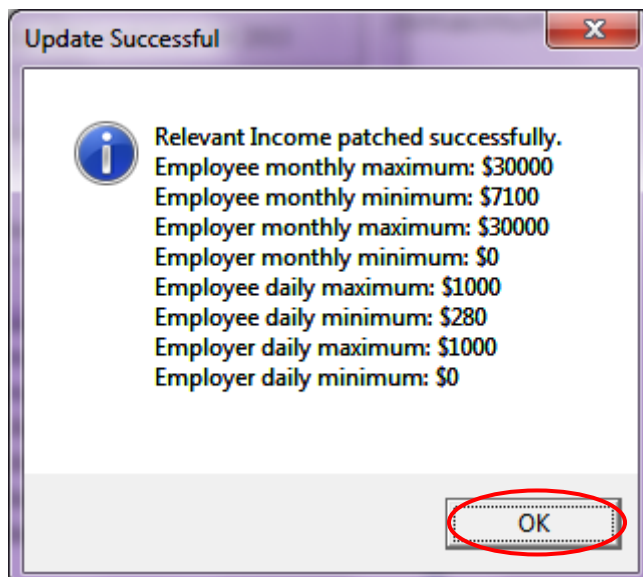 Update Successful
Relevant Income patched successfully.
Employee monthly maximum: $30000
Employee monthly minimum: $7100
Employer monthly maximum: $30000
Employer monthly minimum: $0
Employee daily maximum: $1000
Employee daily minimum: $280
Employer daily maximum: $1000
Employer daily minimum: $0
OK